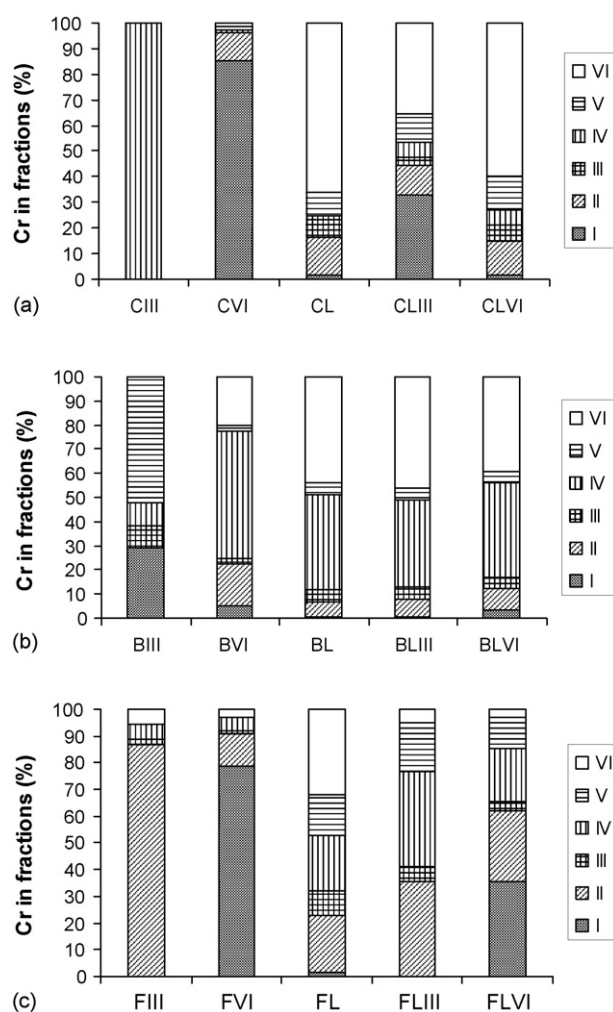 Cr in fractions (%)
100
90
80
70
60
50
40
30
20
10
0
CIII CVI CL CLIII CLVI
VI
V
IV
III
II
I
(a)
Cr in fractions (%)
100
90
80
70
60
50
40
30
20
10
0
BIII BVI BL BLIII BLVI
VI
V
IV
III
II
I
(b)
Cr in fractions (%)
100
90
80
70
60
50
40
30
20
10
0
FIII FVI FL FLIII FLVI
VI
V
IV
III
II
I
(c)